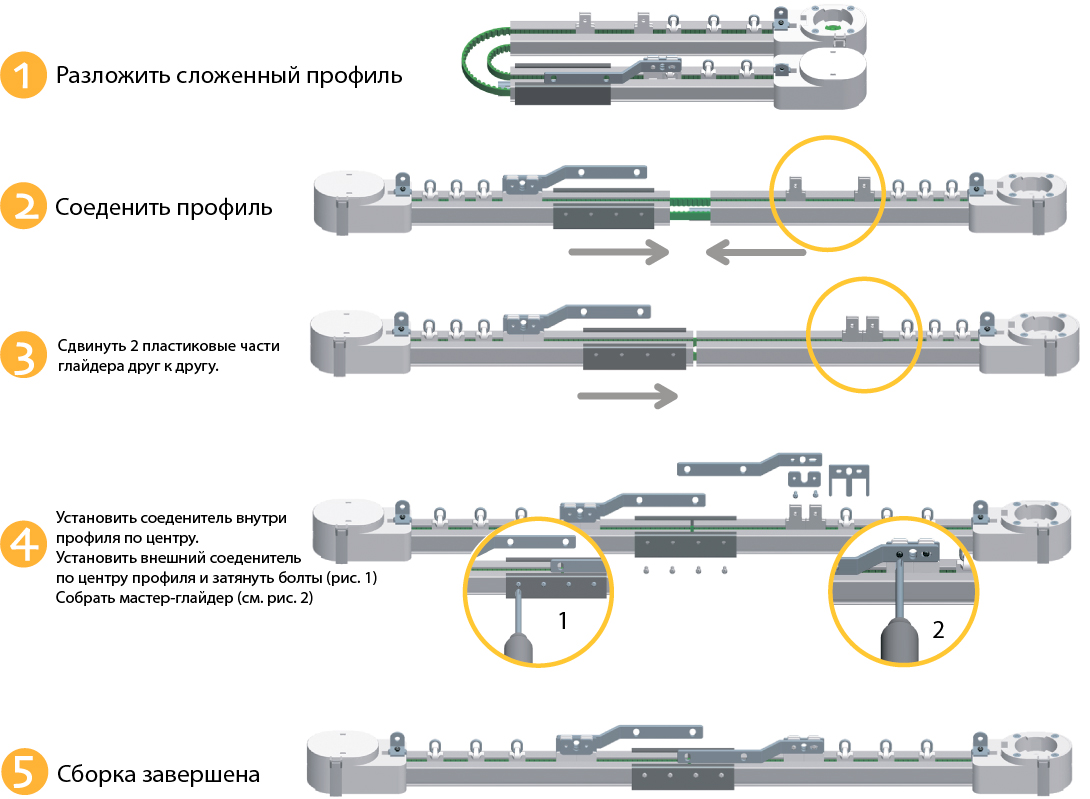 1 Разложить сложенный профиль
2 Соеденить профиль
3 Сдвинуть 2 пластиковые части
глайдера друг к другу.
4 Установить соеденитель внутри
профиля по центру.
Установить внешний соеденитель
по центру профиля и затянуть болты (рис. 1)
Собрать мастер-глайдер (см. рис. 2)
1
2
5 Сборка завершена